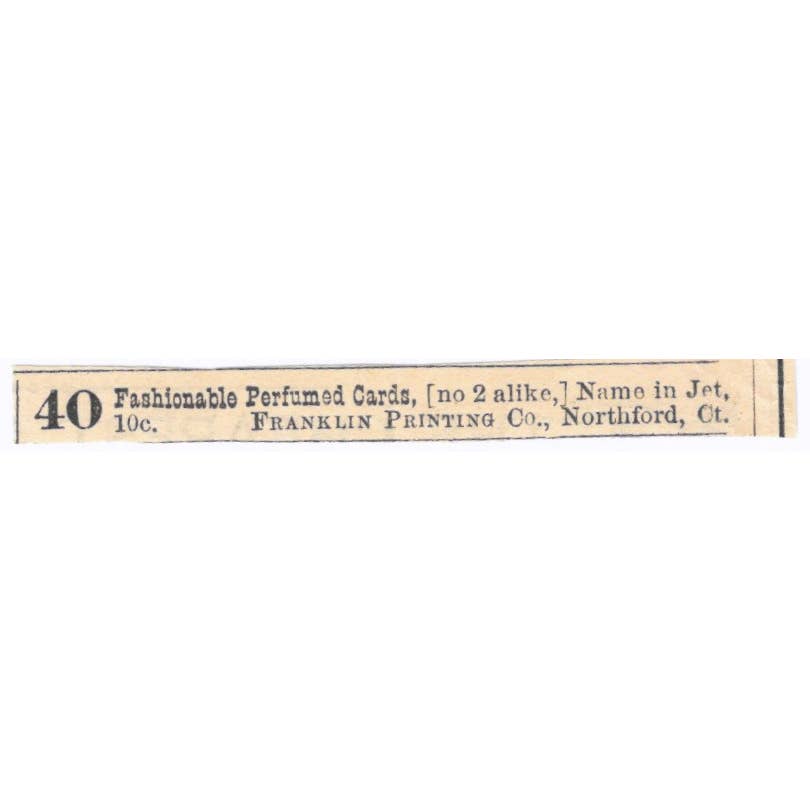 40 Fashionable Perfumed Cards, [no 2 alike,] Name in Jet,
10c. FRANKLIN PRINTING CO., Northford, Ct.